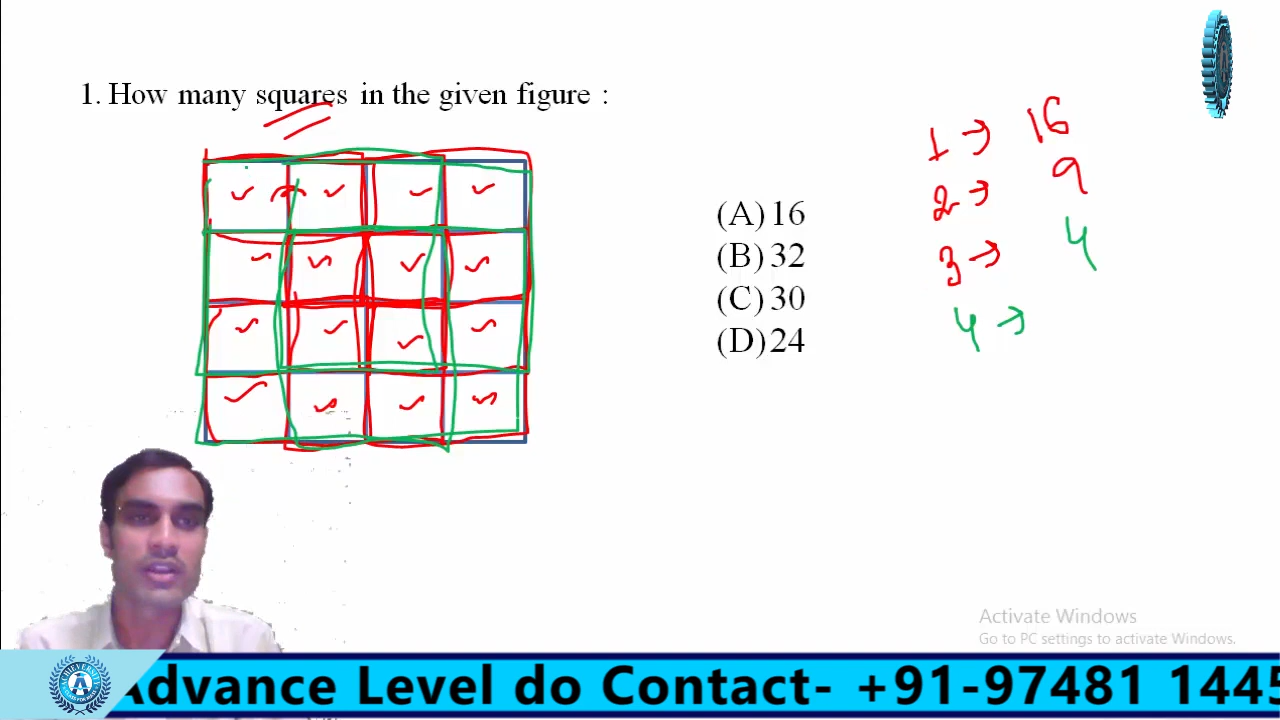 1. How many squares in the given figure :
(A) 16
(B) 32
(C) 30
(D) 24
1 → 16
2 → 9
3 → 4
4 →
Activate Windows
Go to PC settings to activate Windows.
Advance Level do Contact- +91-97481 1445